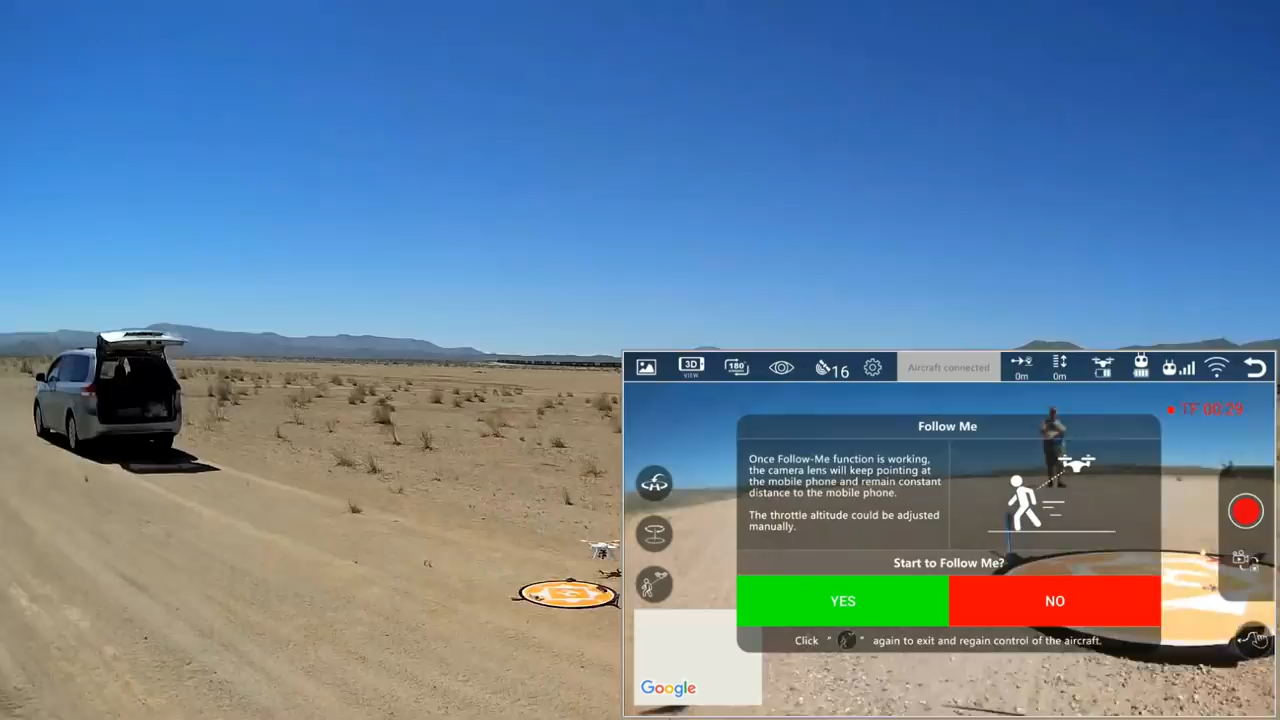 3D
VIEW
180°
16
Aircraft connected
0m
0m
TF 00:29
Follow Me
Once Follow-Me function is working,
the camera lens will keep pointing at
the mobile phone and remain constant
distance to the mobile phone.
The throttle altitude could be adjusted
manually.
Start to Follow Me?
YES
NO
Click " " again to exit and regain control of the aircraft.
Google